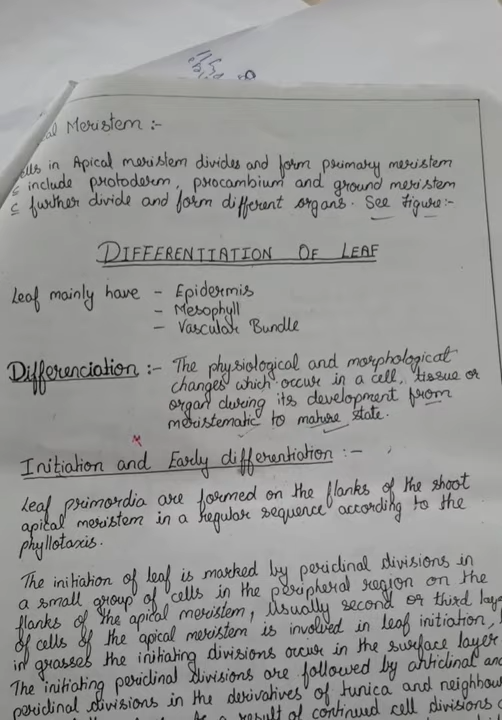 al Meristem :-
ells in Apical meristem divides and form primary meristem
include protoderm, procambium and ground meristem
further divide and form different organs. See figure:-
DIFFERENTIATION OF LEAF
Leaf mainly have - Epidermis
- Mesophyll
- Vascular Bundle
Differenciation :- The physiological and morphological
changes which occur in a cell, tissue or
organ during its development from
meristematic to mature state.
Initiation and Early differentiation :-
Leaf primordia are formed on the flanks of the shoot
apical meristem in a regular sequence according to the
phyllotaxis.
The initiation of leaf is marked by periclinal divisions in
a small group of cells in the peripheral region on the
flanks of the apical meristem, Usually second or third laye
of cells of the apical meristem is involved in leaf initiation,
in grasses the initiating divisions occur in the surface layer
The initiating periclinal divisions are followed by anticlinal an
periclinal divisions in the derivatives of tunica and neighbou
result of continued cell divisions